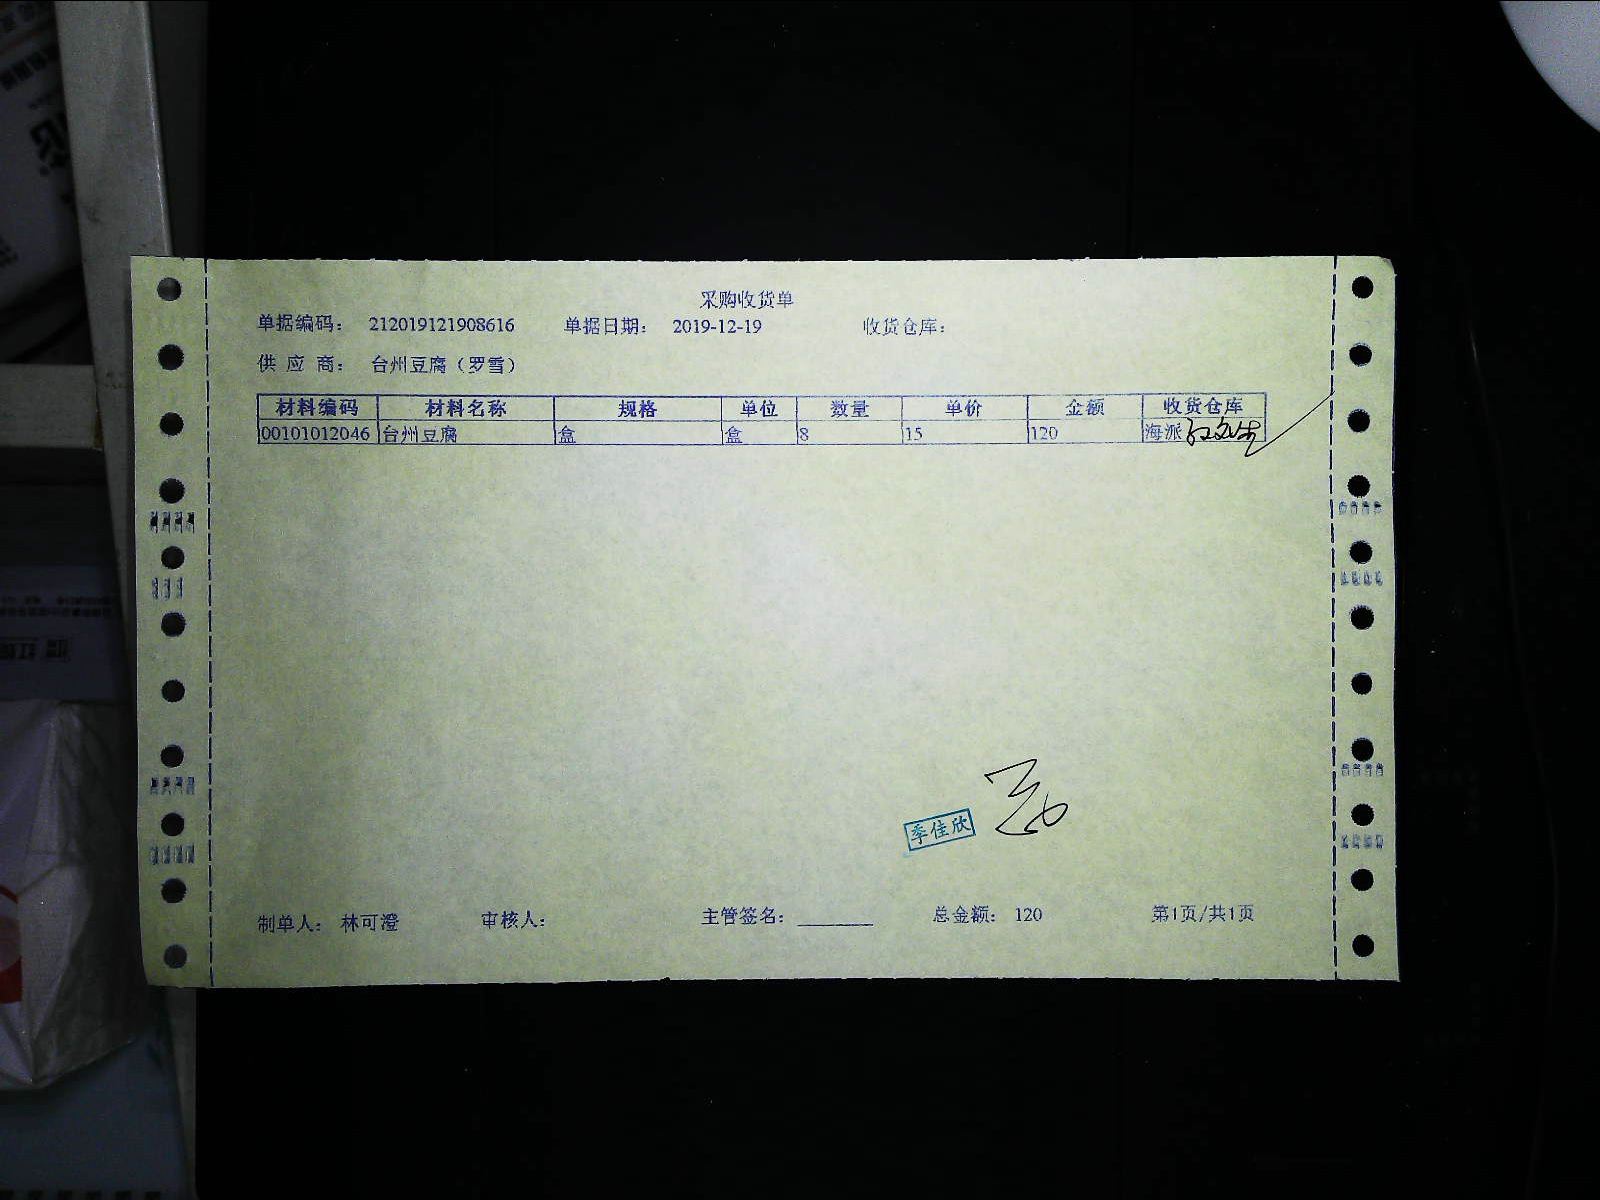 采购收货单
单据编码： 212019121908616 单据日期： 2019-12-19 收货仓库：
供 应 商： 台州豆腐（罗雪）
材料编码 材料名称 规格 单位 数量 单价 金额 收货仓库
00101012046 台州豆腐 盒 盒 8 15 120 海派
季佳欣
制单人： 林可澄 审核人： 主管签名： 总金额： 120 第1页/共1页